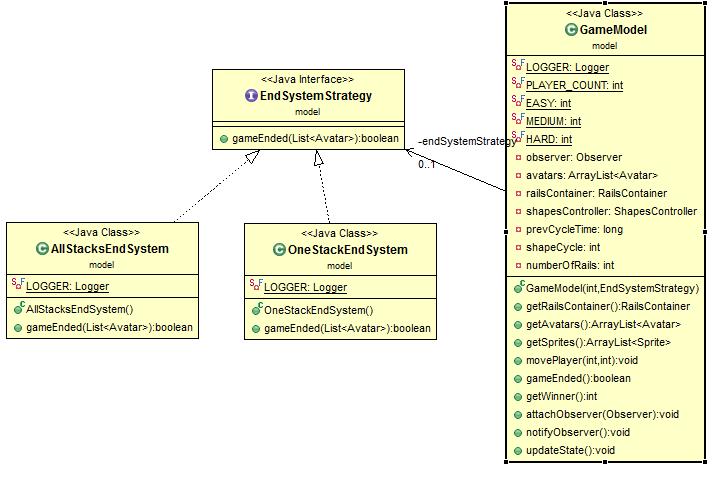 <<Java Class>>
GameModel
model
LOGGER: Logger
PLAYER_COUNT: int
EASY: int
MEDIUM: int
HARD: int
observer: Observer
avatars: ArrayList<Avatar>
railsContainer: RailsContainer
shapesController: ShapesController
prevCycleTime: long
shapeCycle: int
numberOfRails: int
GameModel(int,EndSystemStrategy)
getRailsContainer():RailsContainer
getAvatars():ArrayList<Avatar>
getSprites():ArrayList<Sprite>
movePlayer(int,int):void
gameEnded():boolean
getWinner():int
attachObserver(Observer):void
notifyObserver():void
updateState():void
<<Java Interface>>
EndSystemStrategy
model
gameEnded(List<Avatar>):boolean
-endSystemStrategy
0..1
<<Java Class>>
AllStacksEndSystem
model
LOGGER: Logger
AllStacksEndSystem()
gameEnded(List<Avatar>):boolean
<<Java Class>>
OneStackEndSystem
model
LOGGER: Logger
OneStackEndSystem()
gameEnded(List<Avatar>):boolean